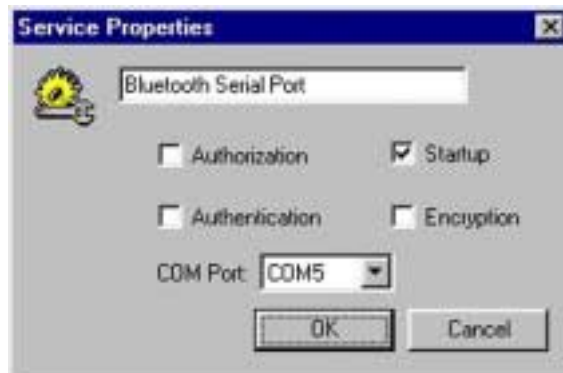 Service Properties
Bluetooth Serial Port
Authorization Startup
Authentication Encryption
COM Port: COM5
OK Cancel